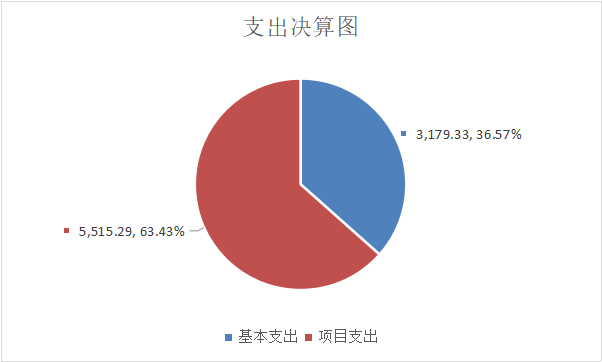 支出决算图
3,179.33, 36.57%
5,515.29, 63.43%
基本支出 项目支出